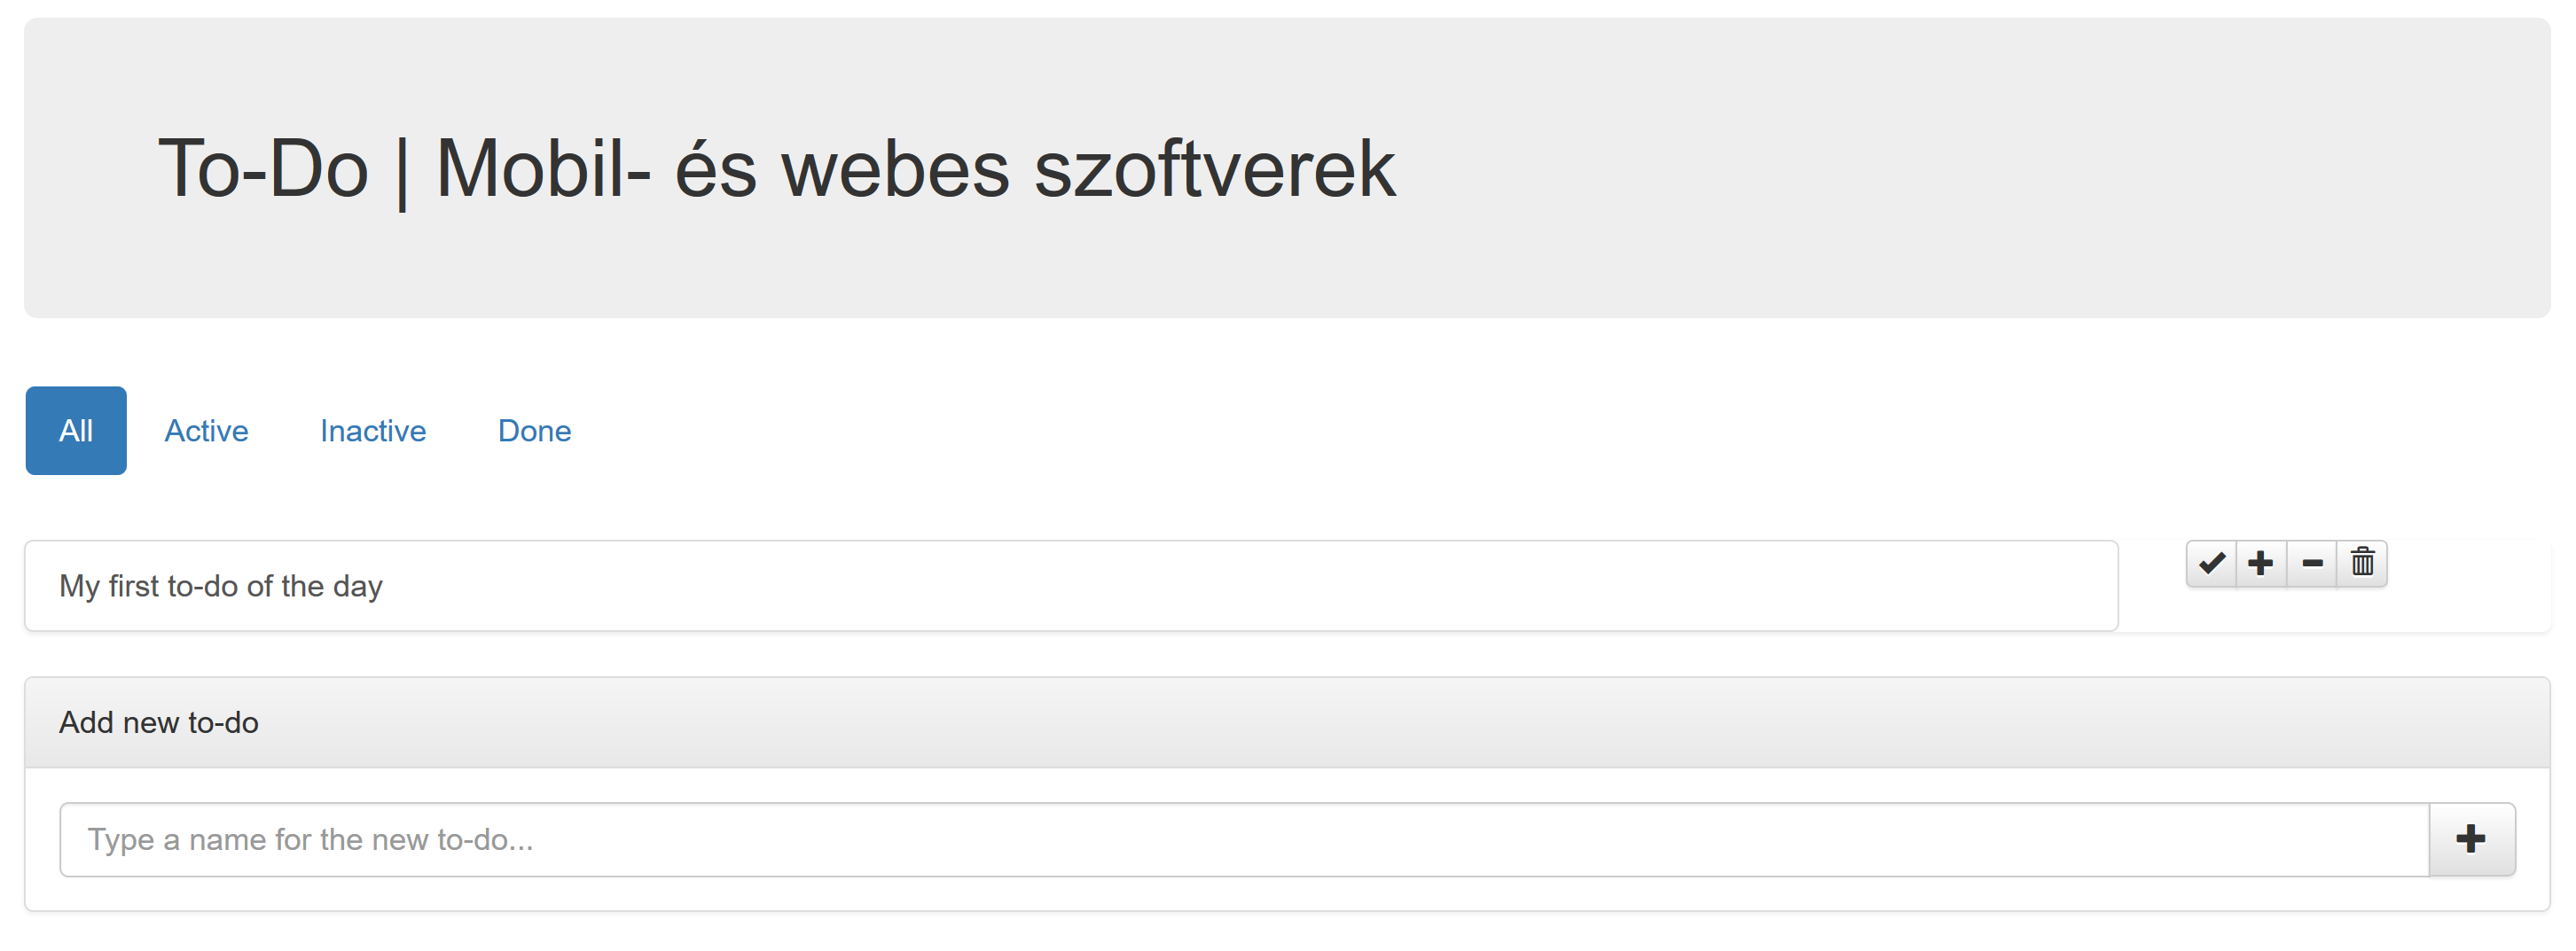 To-Do | Mobil- és webes szoftverek
All Active Inactive Done
My first to-do of the day
Add new to-do
Type a name for the new to-do...